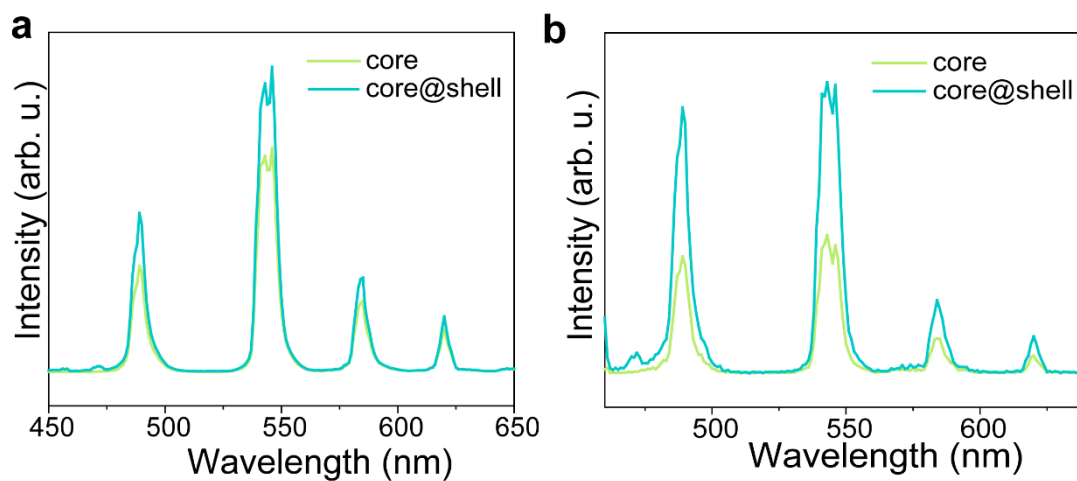 a
core
core@shell
Intensity (arb. u.)
450 500 550 600 650
Wavelength (nm)
b
core
core@shell
Intensity (arb. u.)
500 550 600
Wavelength (nm)